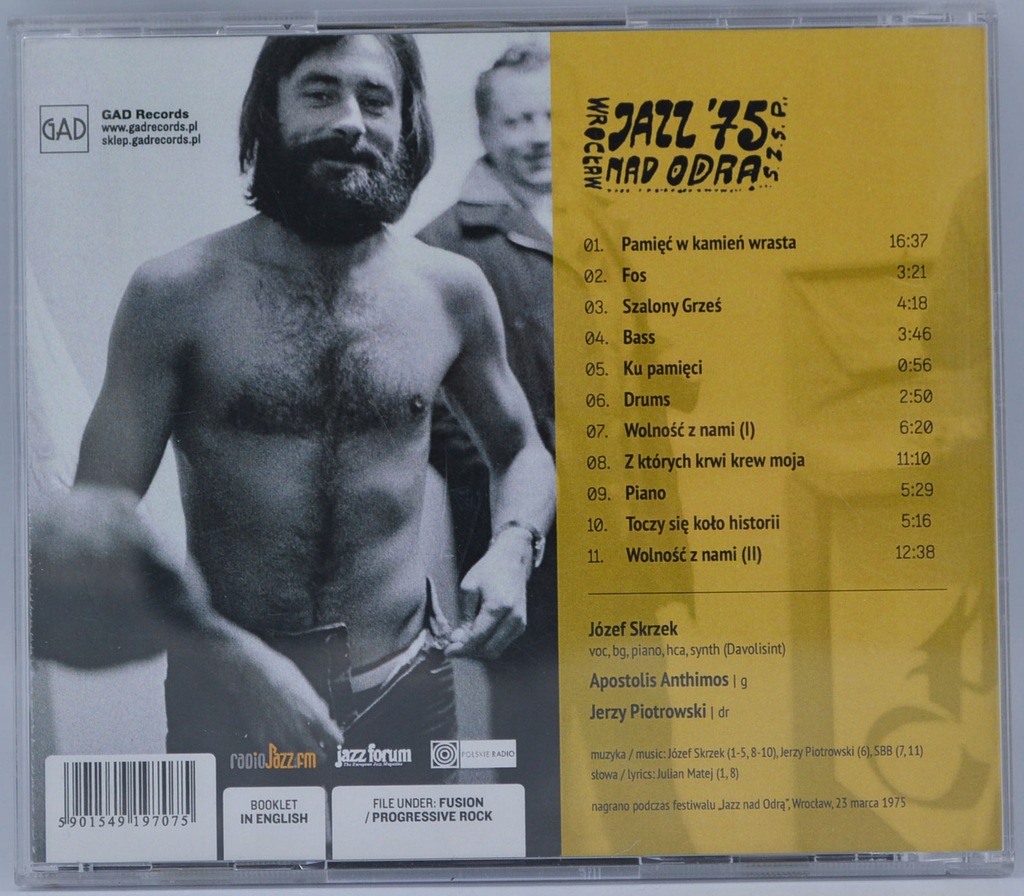 GAD
GAD Records
www.gadrecords.pl
sklep.gadrecords.pl
WROCŁAW
JAZZ '75
NAD ODRĄ
S.Z.S.P.
01. Pamięć w kamień wrasta 16:37
02. Fos 3:21
03. Szalony Grześ 4:18
04. Bass 3:46
05. Ku pamięci 0:56
06. Drums 2:50
07. Wolność z nami (I) 6:20
08. Z których krwi krew moja 11:10
09. Piano 5:29
10. Toczy się koło historii 5:16
11. Wolność z nami (II) 12:38
Józef Skrzek
voc, bg, piano, hca, synth (Davolisint)
Apostolis Anthimos | g
Jerzy Piotrowski | dr
muzyka / music: Józef Skrzek (1-5, 8-10), Jerzy Piotrowski (6), SBB (7, 11)
słowa / lyrics: Julian Matej (1, 8)
nagrano podczas festiwalu „Jazz nad Odrą”, Wrocław, 23 marca 1975
radioJazz.fm
jazz forum
The European Jazz Magazine
POLSKIE RADIO
5 901549 197075
BOOKLET
IN ENGLISH
FILE UNDER: FUSION
/ PROGRESSIVE ROCK